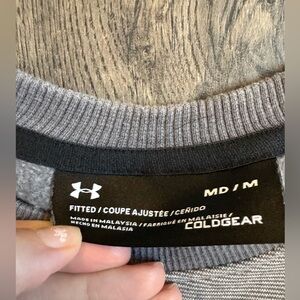 MD / M
FITTED / COUPE AJUSTÉE / CEÑIDO
MADE IN MALAYSIA / FABRIQUÉ EN MALAISIE /
HECHO EN MALASIA
COLDGEAR